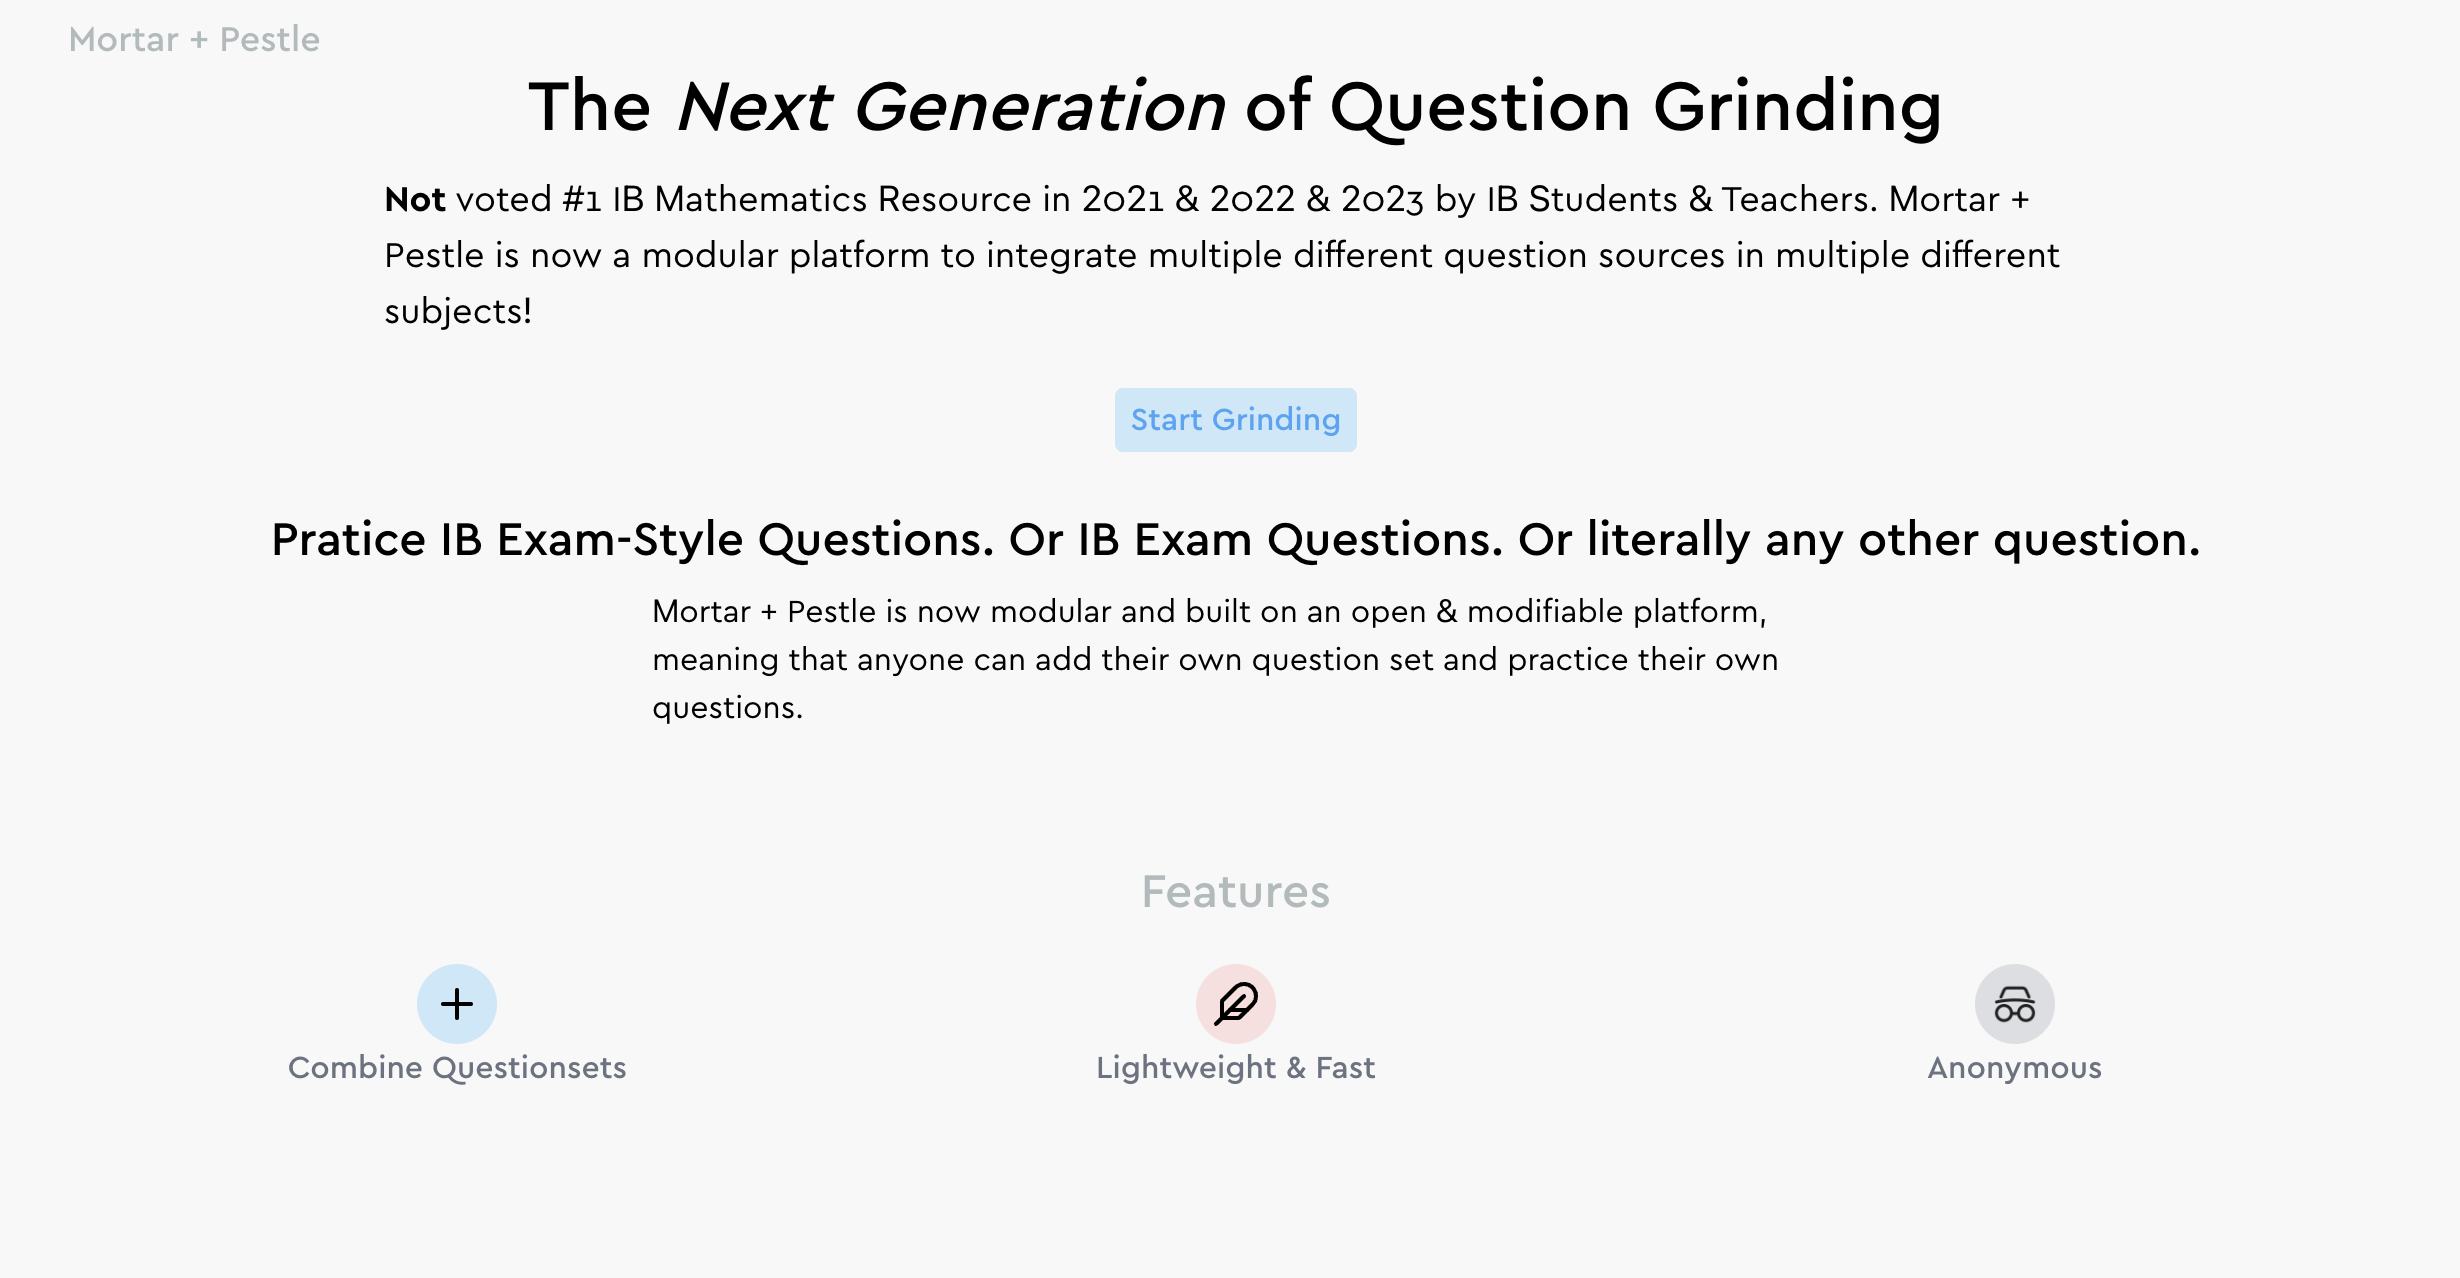 Mortar + Pestle
The Next Generation of Question Grinding
Not voted #1 IB Mathematics Resource in 2021 & 2022 & 2023 by IB Students & Teachers. Mortar +
Pestle is now a modular platform to integrate multiple different question sources in multiple different
subjects!
Start Grinding
Pratice IB Exam-Style Questions. Or IB Exam Questions. Or literally any other question.
Mortar + Pestle is now modular and built on an open & modifiable platform,
meaning that anyone can add their own question set and practice their own
questions.
Features
Combine Questionsets
Lightweight & Fast
Anonymous